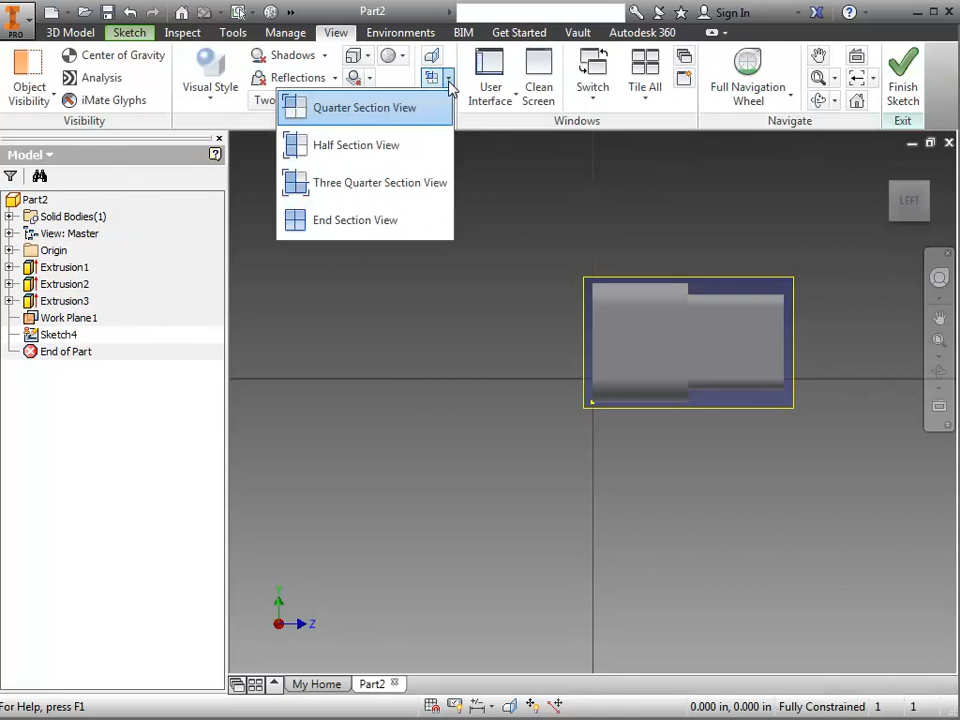 Part2
Sign In
PRO
3D Model Sketch Inspect Tools Manage View Environments BIM Get Started Vault Autodesk 360
Object Visibility
Center of Gravity
Analysis
iMate Glyphs
Visibility
Visual Style
Shadows
Reflections
Two
User Interface
Clean Screen
Switch
Tile All
Windows
Full Navigation Wheel
Navigate
Finish Sketch
Exit
Quarter Section View
Half Section View
Three Quarter Section View
End Section View
Model
Part2
Solid Bodies(1)
View: Master
Origin
Extrusion1
Extrusion2
Extrusion3
Work Plane1
Sketch4
End of Part
LEFT
Y
Z
My Home Part2
For Help, press F1
0.000 in, 0.000 in Fully Constrained 1 1